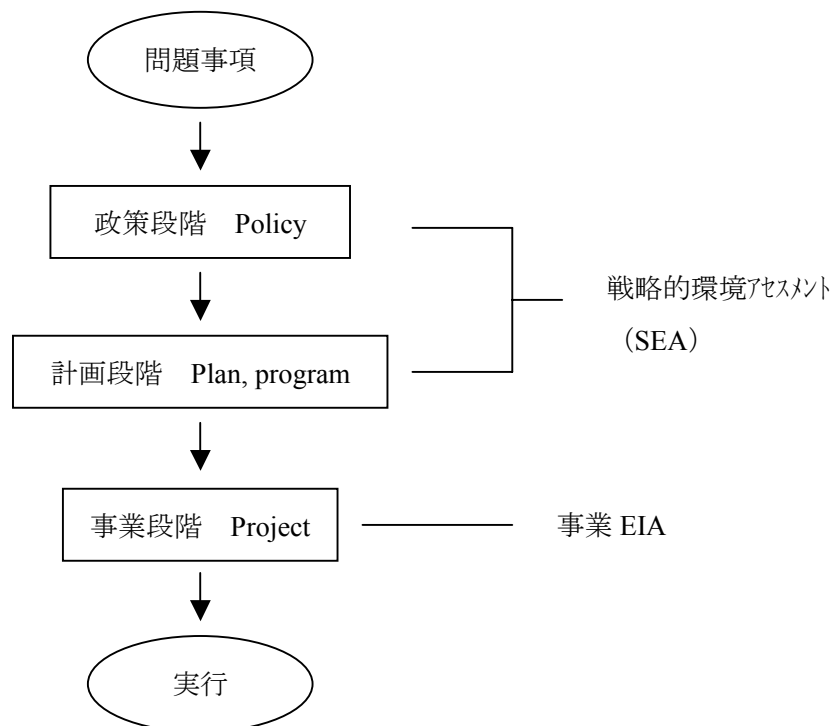 問題事項
政策段階　Policy
戦略的環境ｱｾｽﾒﾝﾄ
（SEA）
計画段階　Plan, program
事業段階　Project
事業 EIA
実行